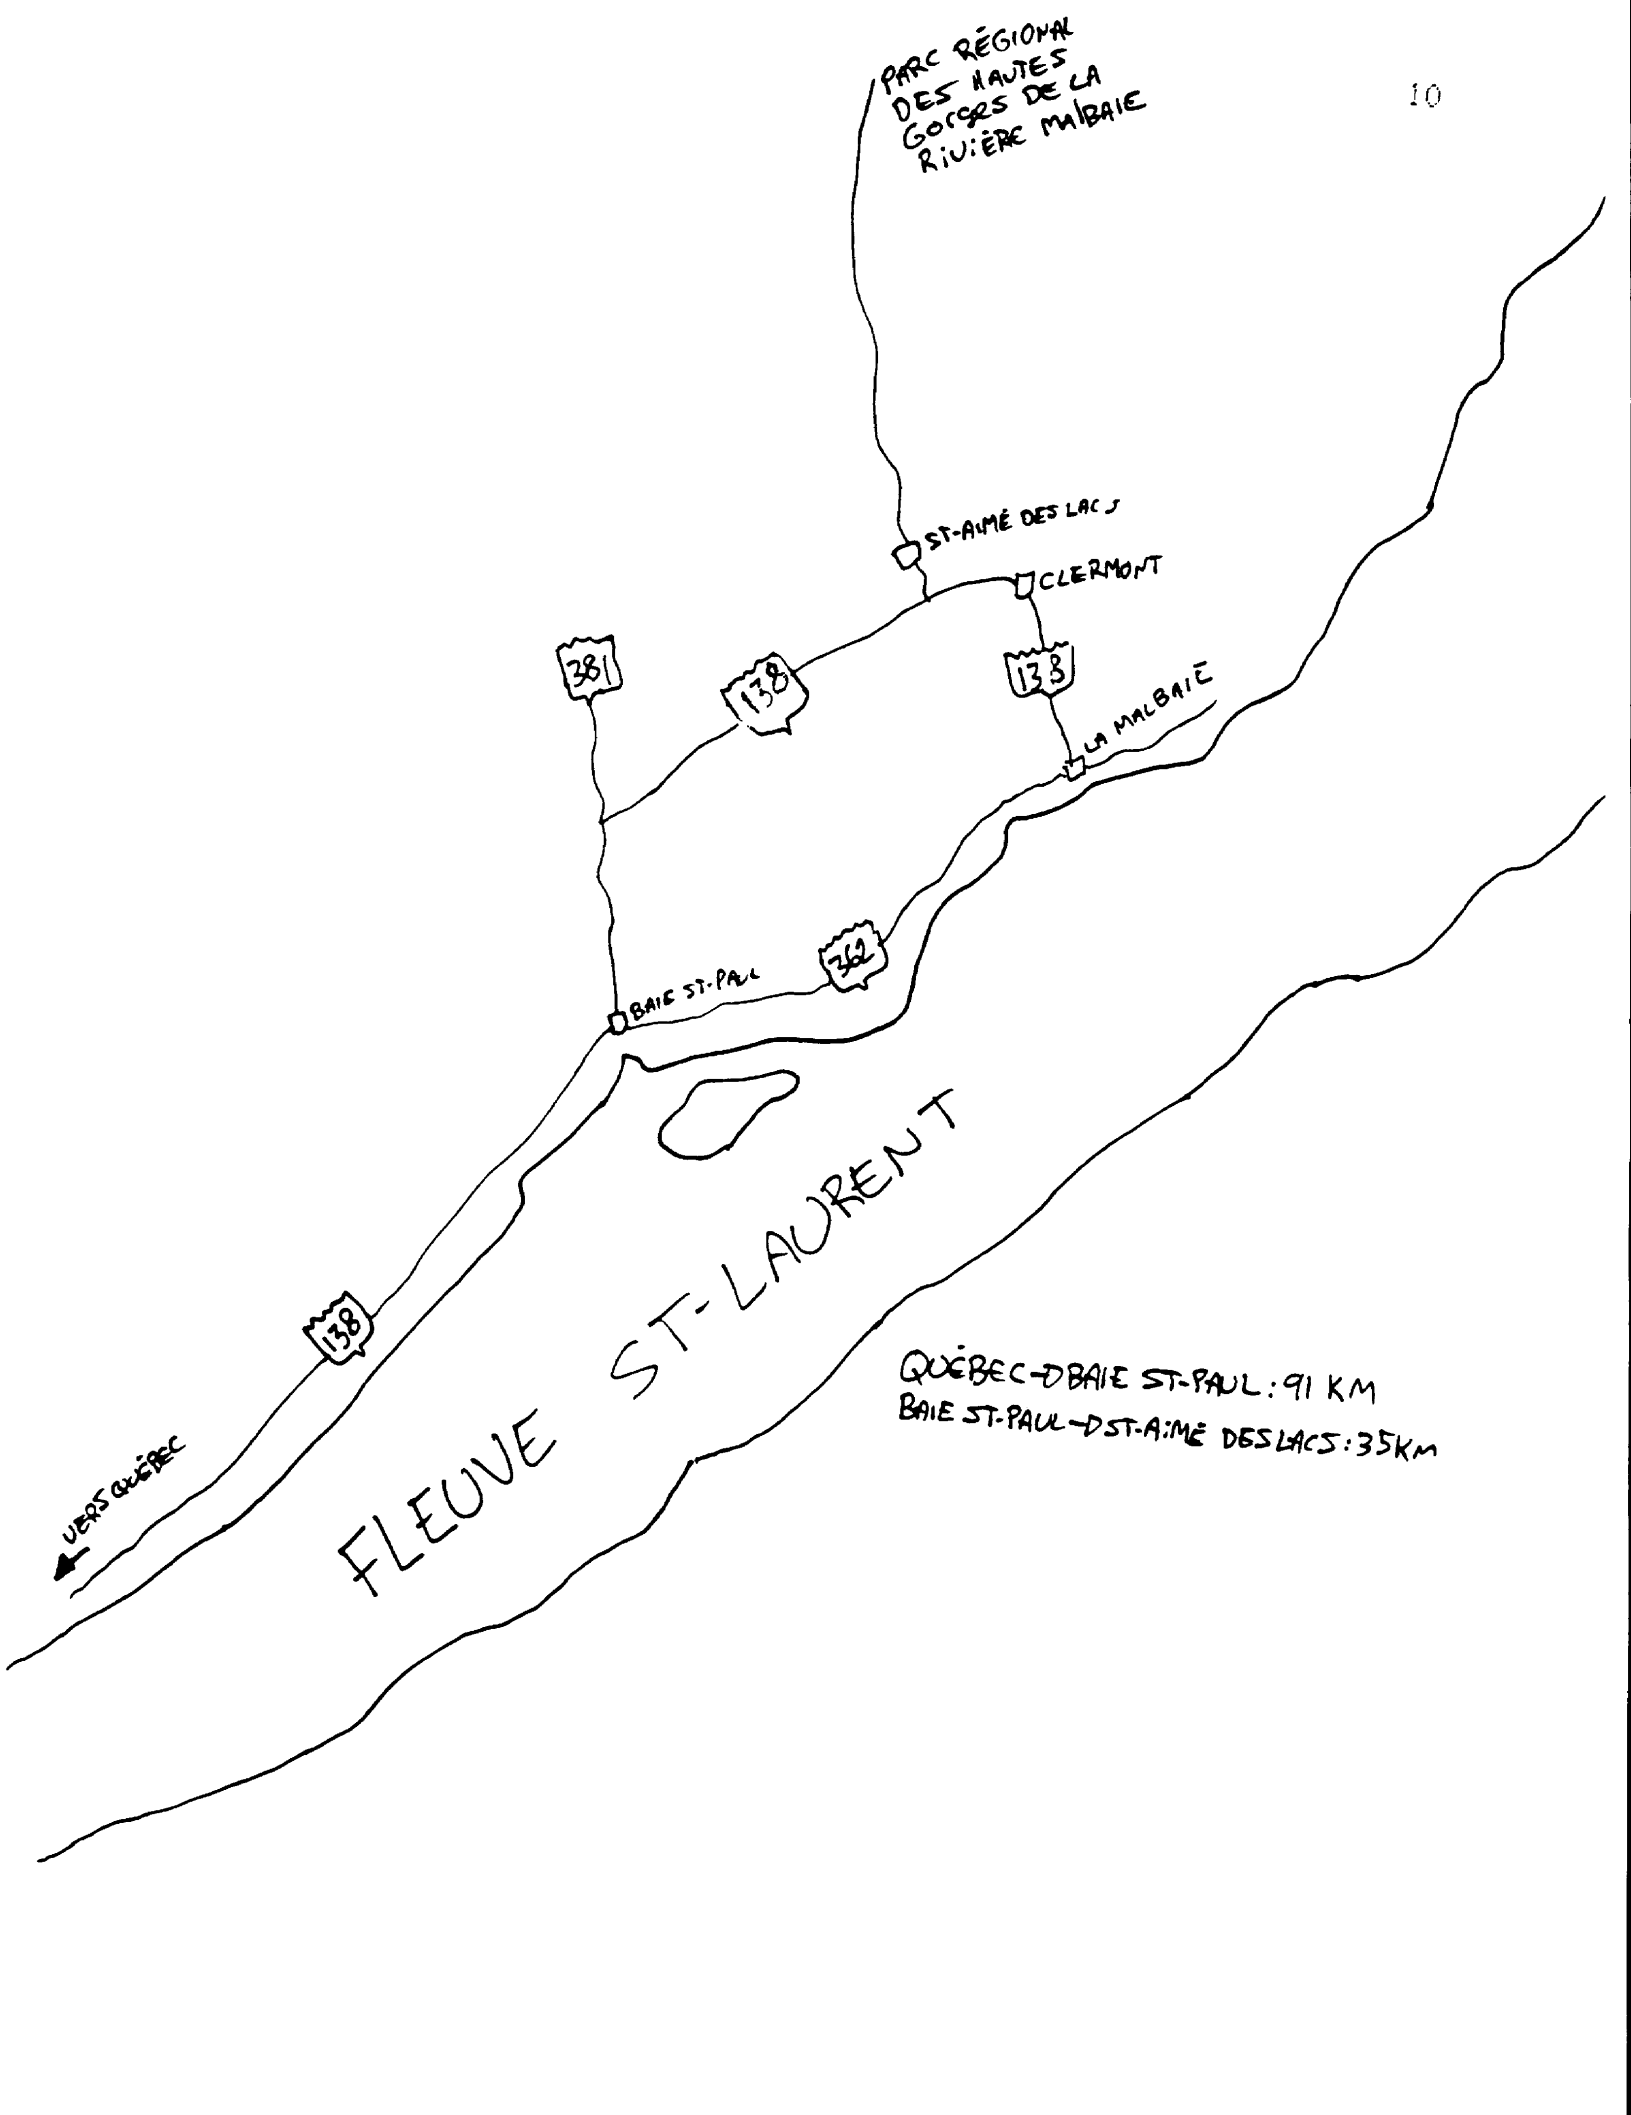 10
PARC RÉGIONAL
DES HAUTES
GORGES DE LA
RIVIÈRE MALBAIE
ST-AIMÉ DES LACS
CLERMONT
381
138
138
LA MALBAIE
362
BAIE ST-PAUL
138
VERS QUÉBEC
FLEUVE ST-LAURENT
QUÉBEC→BAIE ST-PAUL: 91 KM
BAIE ST-PAUL→ST-AIMÉ DES LACS: 35 KM